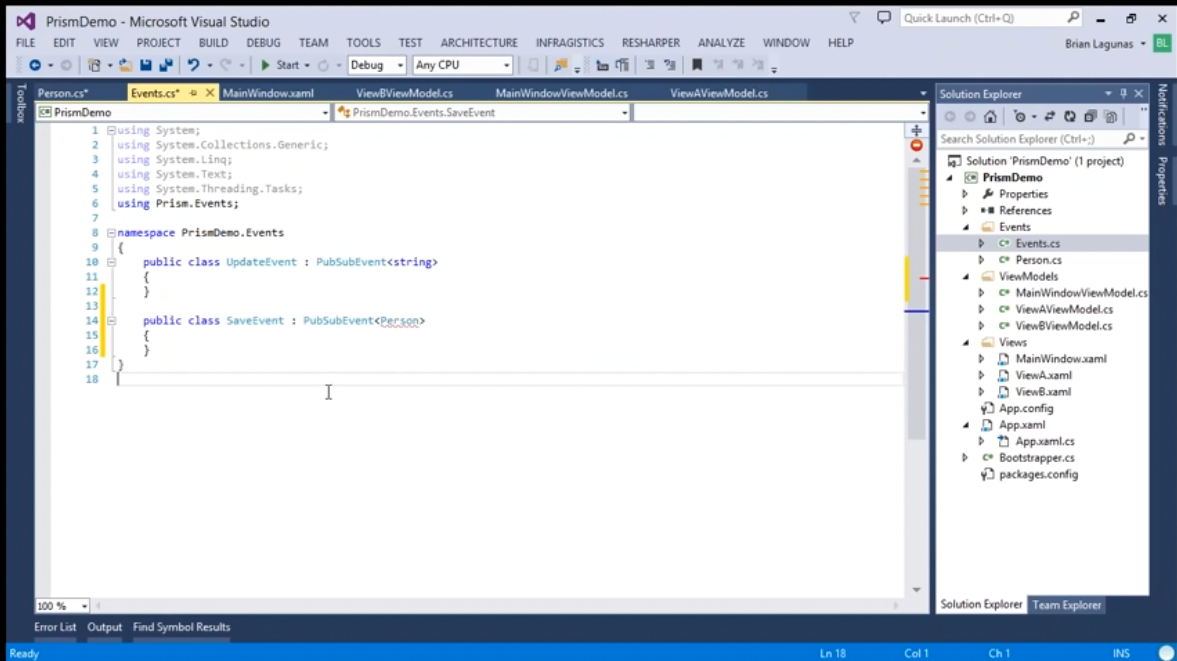 PrismDemo - Microsoft Visual Studio
Quick Launch (Ctrl+Q)
FILE EDIT VIEW PROJECT BUILD DEBUG TEAM TOOLS TEST ARCHITECTURE INFRAGISTICS RESHARPER ANALYZE WINDOW HELP
Brian Lagunas BL
Start Debug Any CPU
Toolbox
Person.cs* Events.cs* MainWindow.xaml ViewBViewModel.cs MainWindowViewModel.cs ViewAViewModel.cs
PrismDemo PrismDemo.Events.SaveEvent
1 using System;
2 using System.Collections.Generic;
3 using System.Linq;
4 using System.Text;
5 using System.Threading.Tasks;
6 using Prism.Events;
7
8 namespace PrismDemo.Events
9 {
10 public class UpdateEvent : PubSubEvent<string>
11 {
12 }
13
14 public class SaveEvent : PubSubEvent<Person>
15 {
16 }
17 }
18
100 %
Solution Explorer
Search Solution Explorer (Ctrl+;)
Solution 'PrismDemo' (1 project)
PrismDemo
Properties
References
Events
Events.cs
Person.cs
ViewModels
MainWindowViewModel.cs
ViewAViewModel.cs
ViewBViewModel.cs
Views
MainWindow.xaml
ViewA.xaml
ViewB.xaml
App.config
App.xaml
App.xaml.cs
Bootstrapper.cs
packages.config
Solution Explorer Team Explorer
Notifications
Properties
Error List Output Find Symbol Results
Ready Ln 18 Col 1 Ch 1 INS